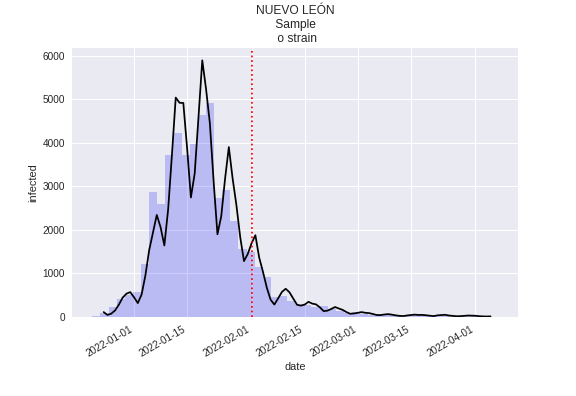 NUEVO LEÓN
Sample
o strain
6000
5000
4000
3000
2000
1000
0
infected
2022-01-01
2022-01-15
2022-02-01
2022-02-15
2022-03-01
2022-03-15
2022-04-01
date